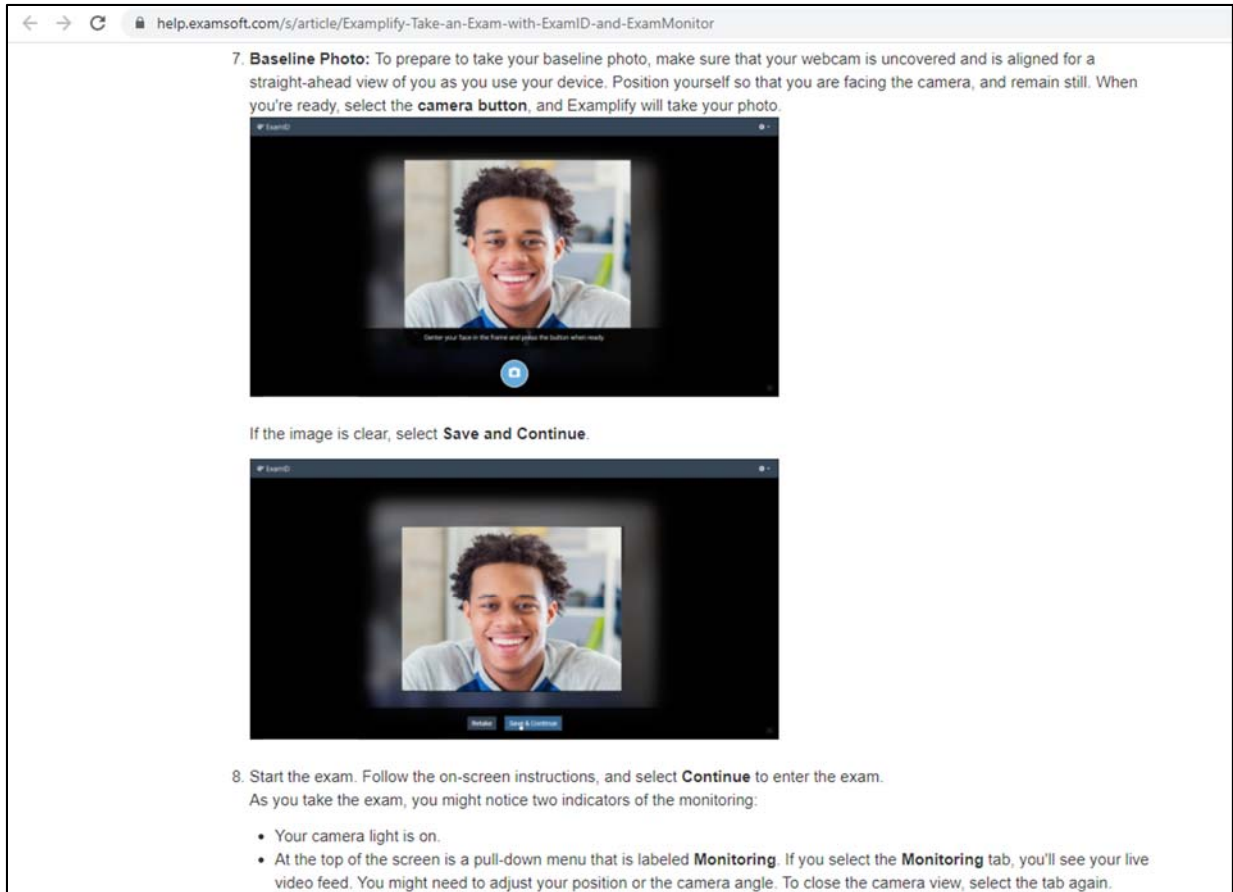 help.examsoft.com/s/article/Examplify-Take-an-Exam-with-ExamID-and-ExamMonitor
7. Baseline Photo: To prepare to take your baseline photo, make sure that your webcam is uncovered and is aligned for a
straight-ahead view of you as you use your device. Position yourself so that you are facing the camera, and remain still. When
you're ready, select the camera button, and Examplify will take your photo.
ExamID
Center your face in the frame and press the button when ready.
If the image is clear, select Save and Continue.
ExamID
Retake Save & Continue
8. Start the exam. Follow the on-screen instructions, and select Continue to enter the exam.
As you take the exam, you might notice two indicators of the monitoring:
• Your camera light is on.
• At the top of the screen is a pull-down menu that is labeled Monitoring. If you select the Monitoring tab, you'll see your live
video feed. You might need to adjust your position or the camera angle. To close the camera view, select the tab again.